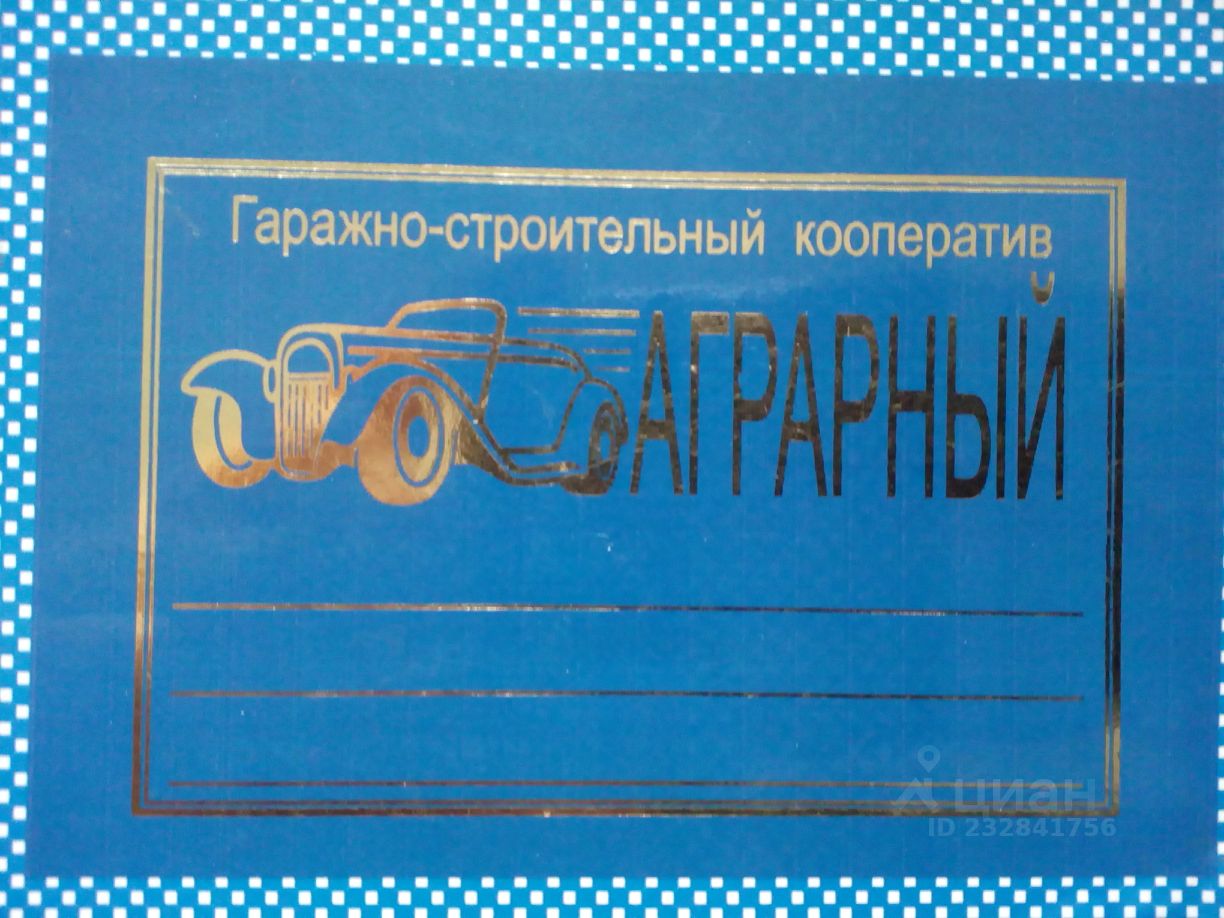 Гаражно-строительный кооператив
АГРАРНЫЙ
циан
ID 232841756